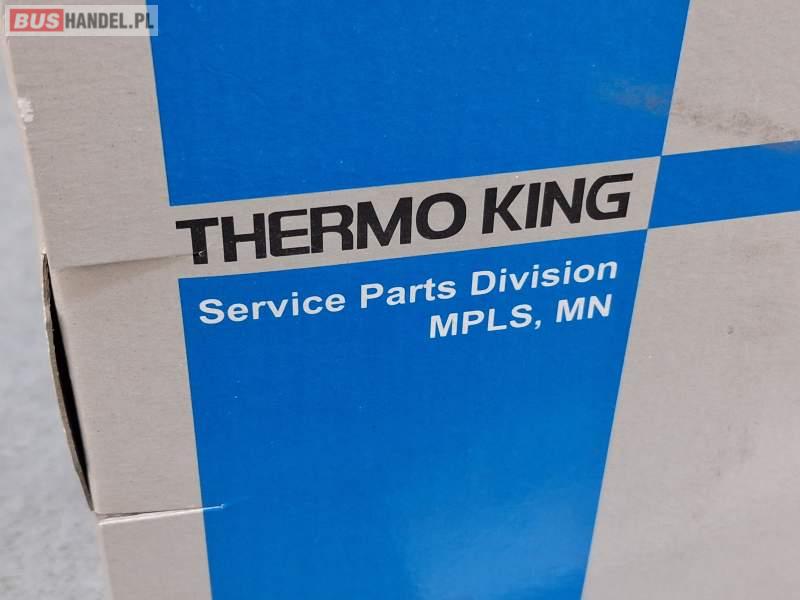 BUSHANDEL.PL
THERMO KING
Service Parts Division
MPLS, MN